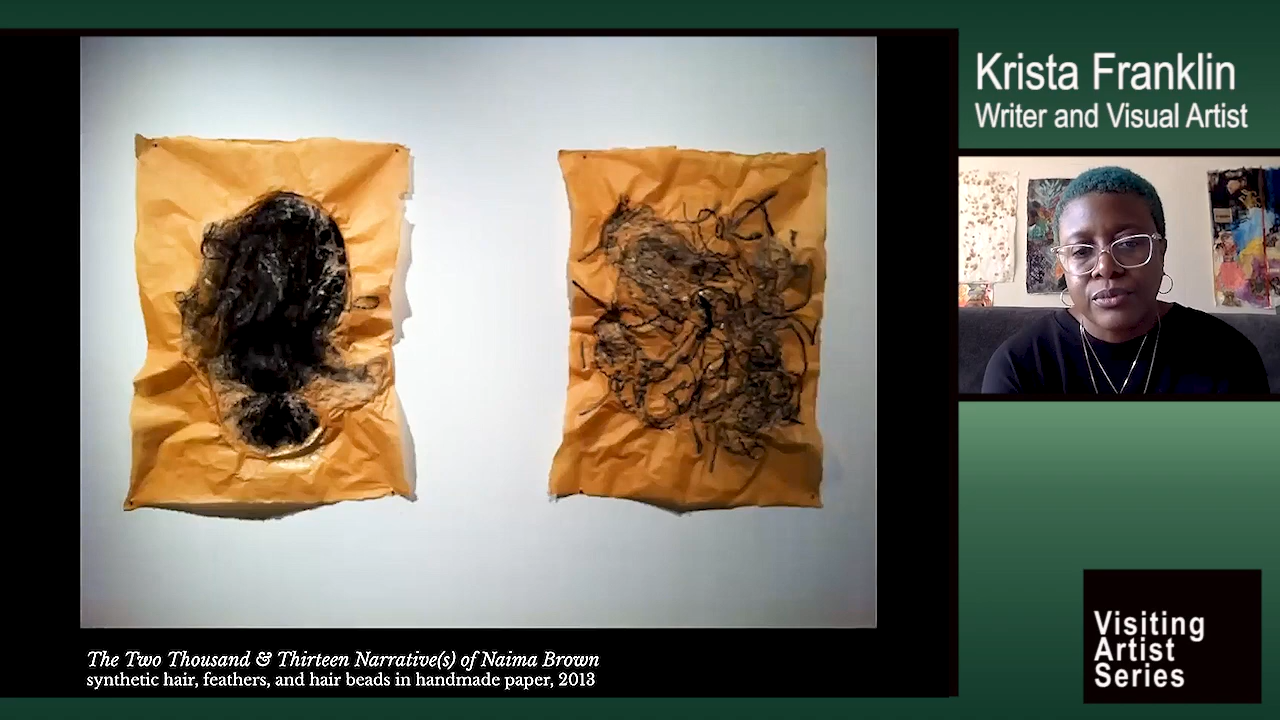 Krista Franklin
Writer and Visual Artist
The Two Thousand & Thirteen Narrative(s) of Naima Brown
synthetic hair, feathers, and hair beads in handmade paper, 2013
Visiting
Artist
Series